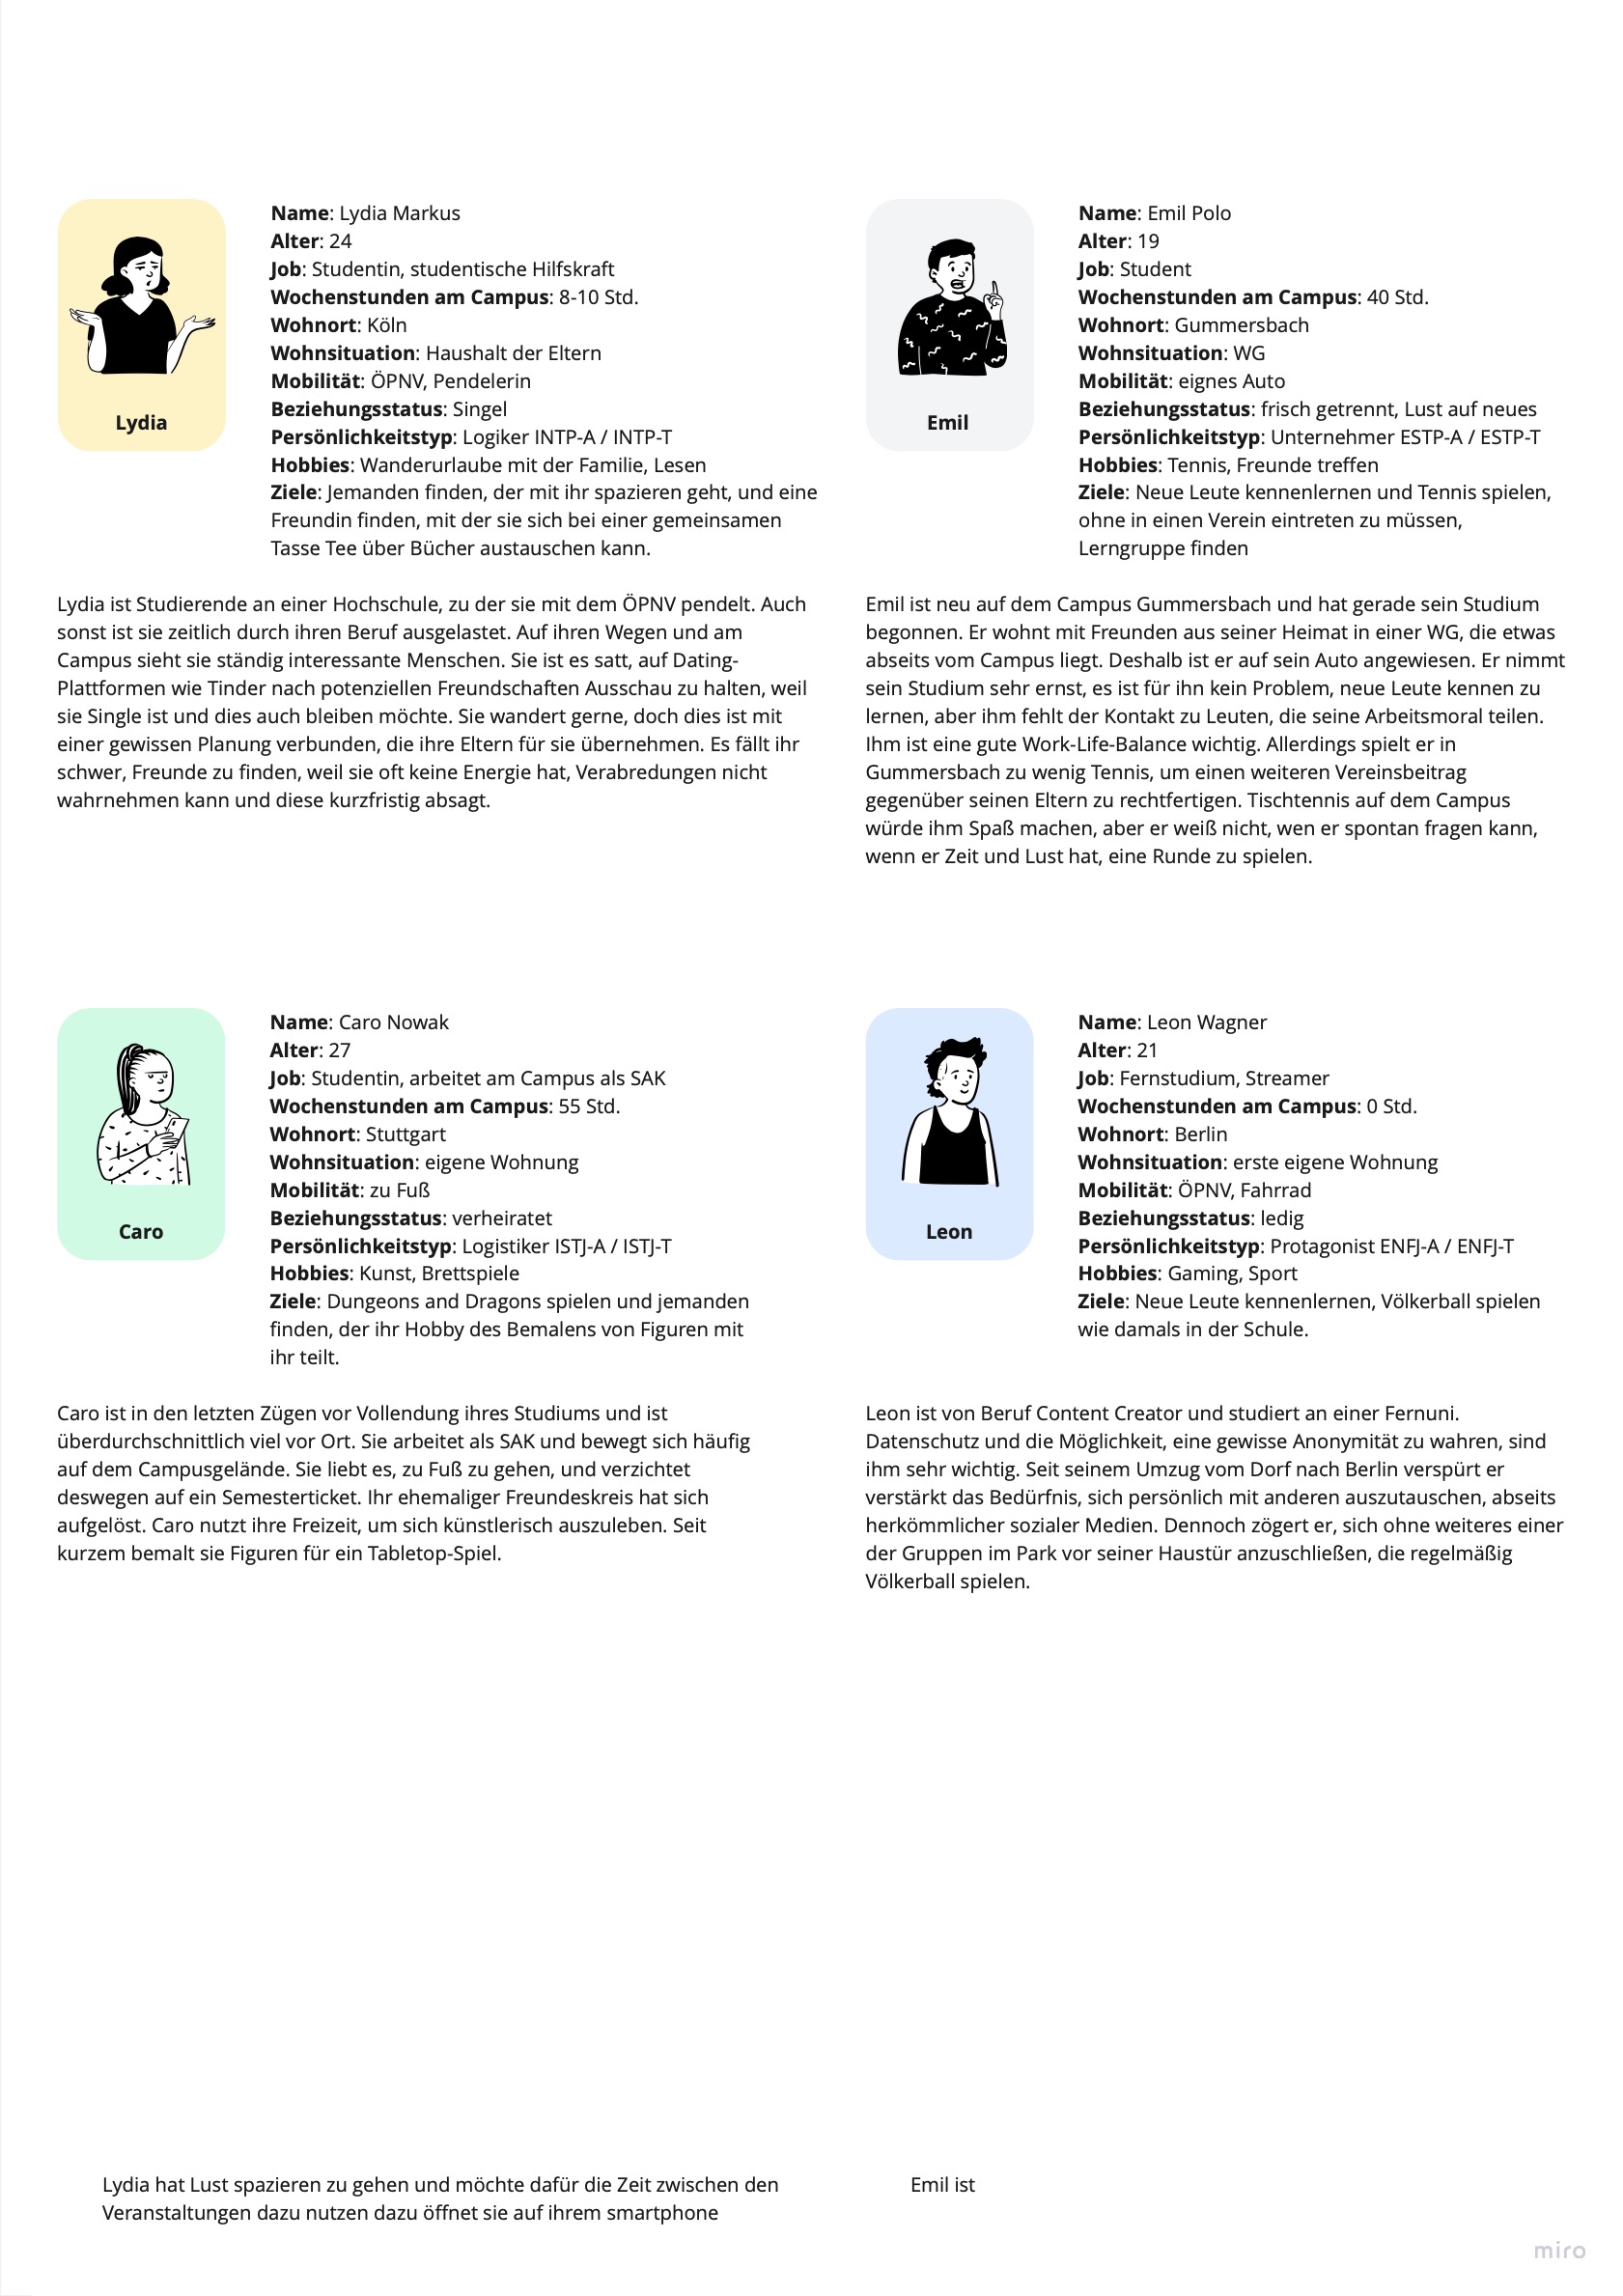 Lydia
Name: Lydia Markus
Alter: 24
Job: Studentin, studentische Hilfskraft
Wochenstunden am Campus: 8-10 Std.
Wohnort: Köln
Wohnsituation: Haushalt der Eltern
Mobilität: ÖPNV, Pendelerin
Beziehungsstatus: Singel
Persönlichkeitstyp: Logiker INTP-A / INTP-T
Hobbies: Wanderurlaube mit der Familie, Lesen
Ziele: Jemanden finden, der mit ihr spazieren geht, und eine
Freundin finden, mit der sie sich bei einer gemeinsamen
Tasse Tee über Bücher austauschen kann.
Lydia ist Studierende an einer Hochschule, zu der sie mit dem ÖPNV pendelt. Auch
sonst ist sie zeitlich durch ihren Beruf ausgelastet. Auf ihren Wegen und am
Campus sieht sie ständig interessante Menschen. Sie ist es satt, auf Dating-
Plattformen wie Tinder nach potenziellen Freundschaften Ausschau zu halten, weil
sie Single ist und dies auch bleiben möchte. Sie wandert gerne, doch dies ist mit
einer gewissen Planung verbunden, die ihre Eltern für sie übernehmen. Es fällt ihr
schwer, Freunde zu finden, weil sie oft keine Energie hat, Verabredungen nicht
wahrnehmen kann und diese kurzfristig absagt.
Emil
Name: Emil Polo
Alter: 19
Job: Student
Wochenstunden am Campus: 40 Std.
Wohnort: Gummersbach
Wohnsituation: WG
Mobilität: eignes Auto
Beziehungsstatus: frisch getrennt, Lust auf neues
Persönlichkeitstyp: Unternehmer ESTP-A / ESTP-T
Hobbies: Tennis, Freunde treffen
Ziele: Neue Leute kennenlernen und Tennis spielen,
ohne in einen Verein eintreten zu müssen,
Lerngruppe finden
Emil ist neu auf dem Campus Gummersbach und hat gerade sein Studium
begonnen. Er wohnt mit Freunden aus seiner Heimat in einer WG, die etwas
abseits vom Campus liegt. Deshalb ist er auf sein Auto angewiesen. Er nimmt
sein Studium sehr ernst, es ist für ihn kein Problem, neue Leute kennen zu
lernen, aber ihm fehlt der Kontakt zu Leuten, die seine Arbeitsmoral teilen.
Ihm ist eine gute Work-Life-Balance wichtig. Allerdings spielt er in
Gummersbach zu wenig Tennis, um einen weiteren Vereinsbeitrag
gegenüber seinen Eltern zu rechtfertigen. Tischtennis auf dem Campus
würde ihm Spaß machen, aber er weiß nicht, wen er spontan fragen kann,
wenn er Zeit und Lust hat, eine Runde zu spielen.
Caro
Name: Caro Nowak
Alter: 27
Job: Studentin, arbeitet am Campus als SAK
Wochenstunden am Campus: 55 Std.
Wohnort: Stuttgart
Wohnsituation: eigene Wohnung
Mobilität: zu Fuß
Beziehungsstatus: verheiratet
Persönlichkeitstyp: Logistiker ISTJ-A / ISTJ-T
Hobbies: Kunst, Brettspiele
Ziele: Dungeons and Dragons spielen und jemanden
finden, der ihr Hobby des Bemalens von Figuren mit
ihr teilt.
Caro ist in den letzten Zügen vor Vollendung ihres Studiums und ist
überdurchschnittlich viel vor Ort. Sie arbeitet als SAK und bewegt sich häufig
auf dem Campusgelände. Sie liebt es, zu Fuß zu gehen, und verzichtet
deswegen auf ein Semesterticket. Ihr ehemaliger Freundeskreis hat sich
aufgelöst. Caro nutzt ihre Freizeit, um sich künstlerisch auszuleben. Seit
kurzem bemalt sie Figuren für ein Tabletop-Spiel.
Leon
Name: Leon Wagner
Alter: 21
Job: Fernstudium, Streamer
Wochenstunden am Campus: 0 Std.
Wohnort: Berlin
Wohnsituation: erste eigene Wohnung
Mobilität: ÖPNV, Fahrrad
Beziehungsstatus: ledig
Persönlichkeitstyp: Protagonist ENFJ-A / ENFJ-T
Hobbies: Gaming, Sport
Ziele: Neue Leute kennenlernen, Völkerball spielen
wie damals in der Schule.
Leon ist von Beruf Content Creator und studiert an einer Fernuni.
Datenschutz und die Möglichkeit, eine gewisse Anonymität zu wahren, sind
ihm sehr wichtig. Seit seinem Umzug vom Dorf nach Berlin verspürt er
verstärkt das Bedürfnis, sich persönlich mit anderen auszutauschen, abseits
herkömmlicher sozialer Medien. Dennoch zögert er, sich ohne weiteres einer
der Gruppen im Park vor seiner Haustür anzuschließen, die regelmäßig
Völkerball spielen.
Lydia hat Lust spazieren zu gehen und möchte dafür die Zeit zwischen den
Veranstaltungen dazu nutzen dazu öffnet sie auf ihrem smartphone
Emil ist
miro